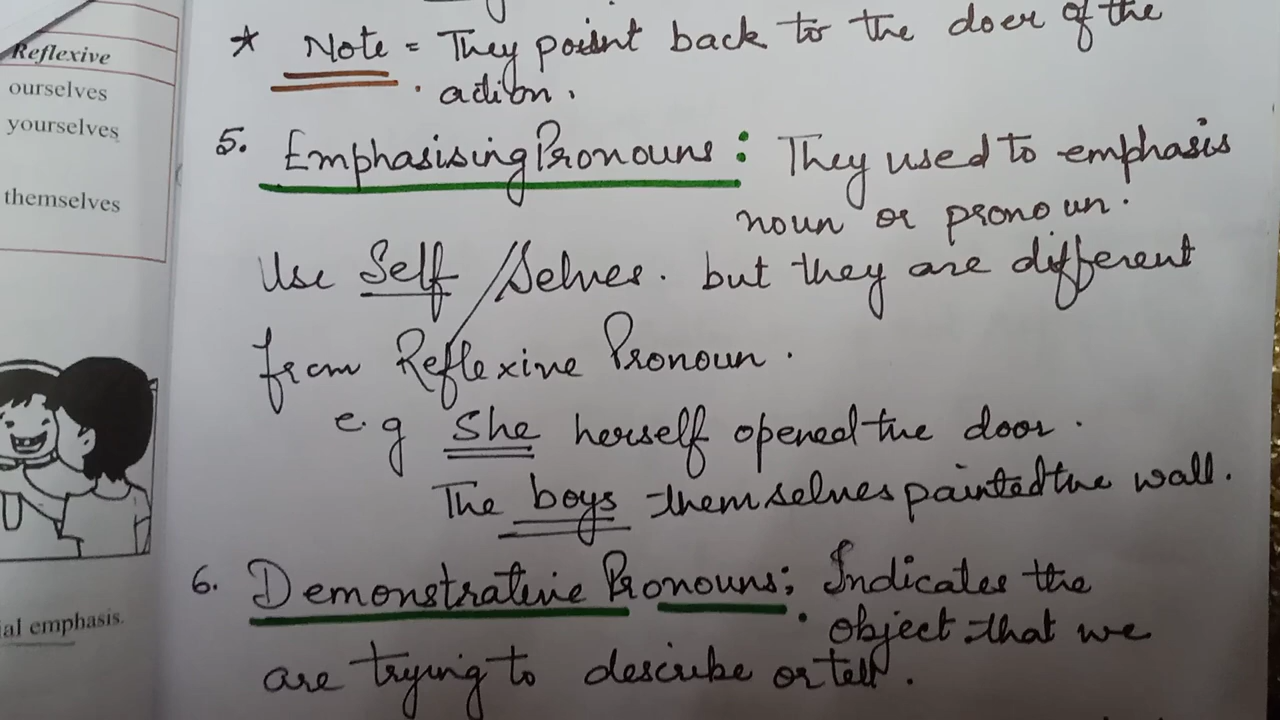 Reflexive
ourselves
yourselves
themselves
ial emphasis.
* Note = They point back to the doer of the
action.
5. Emphasising Pronouns : They used to emphasis
noun or pronoun.
Use Self /Selves. but they are different
from Reflexive Pronoun.
e.g She herself opened the door.
The boys themselves painted the wall.
6. Demonstrative Pronouns: Indicates the
object that we
are trying to describe or tell.